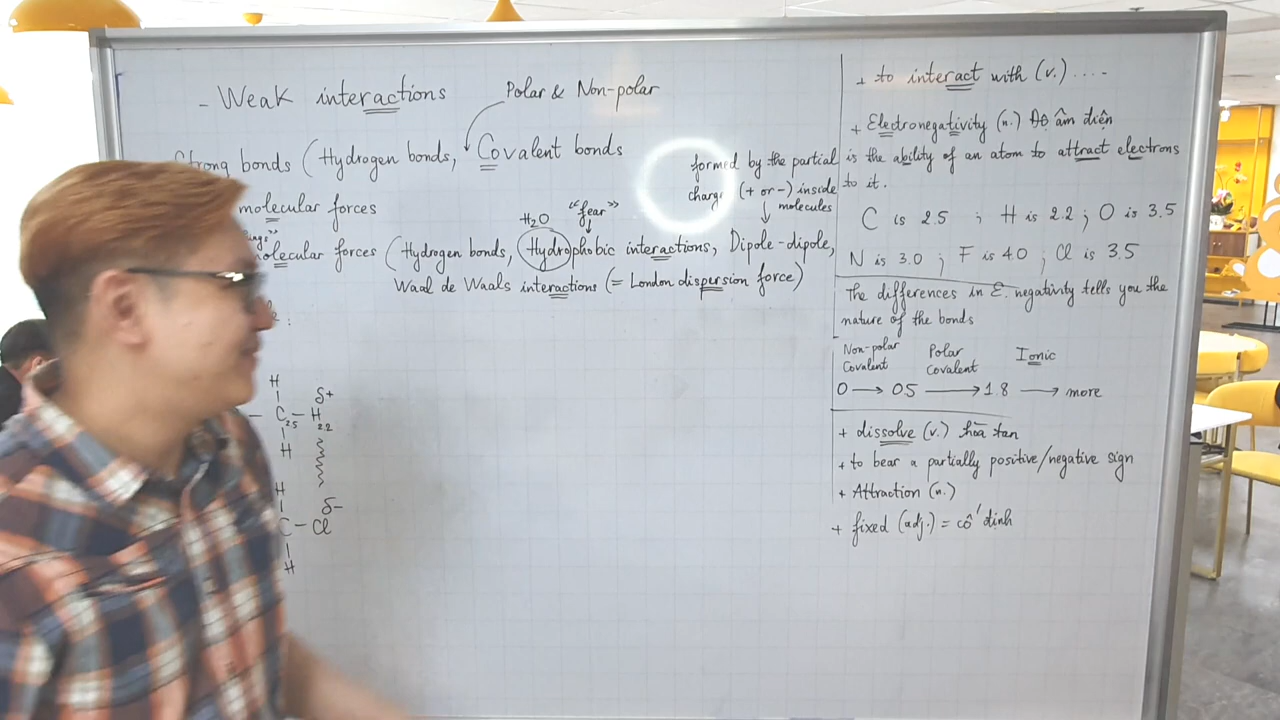 - Weak interactions
Polar & Non-polar
Strong bonds (Hydrogen bonds, Covalent bonds
molecular forces
molecular forces (Hydrogen bonds, Hydrophobic interactions, Dipole-dipole,
H₂O
"fear"
Waal de Waals interactions (= London dispersion force)
formed by the partial
charge (+ or -) inside
molecules
H
δ+
- C - H
2.5 2.2
H
H
δ-
C - Cl
H
+ to interact with (v.) ....
+ Electronegativity (n.) Độ âm điện
is the ability of an atom to attract electrons
to it.
C is 2.5 ; H is 2.2 ; O is 3.5
N is 3.0 ; F is 4.0 ; Cl is 3.5
The differences in E. negativity tells you the
nature of the bonds
Non-polar Covalent
Polar Covalent
Ionic
0 → 0.5 → 1.8 → more
+ dissolve (v.) hòa tan
+ to bear a partially positive/negative sign
+ Attraction (n.)
+ fixed (adj.) = cố định